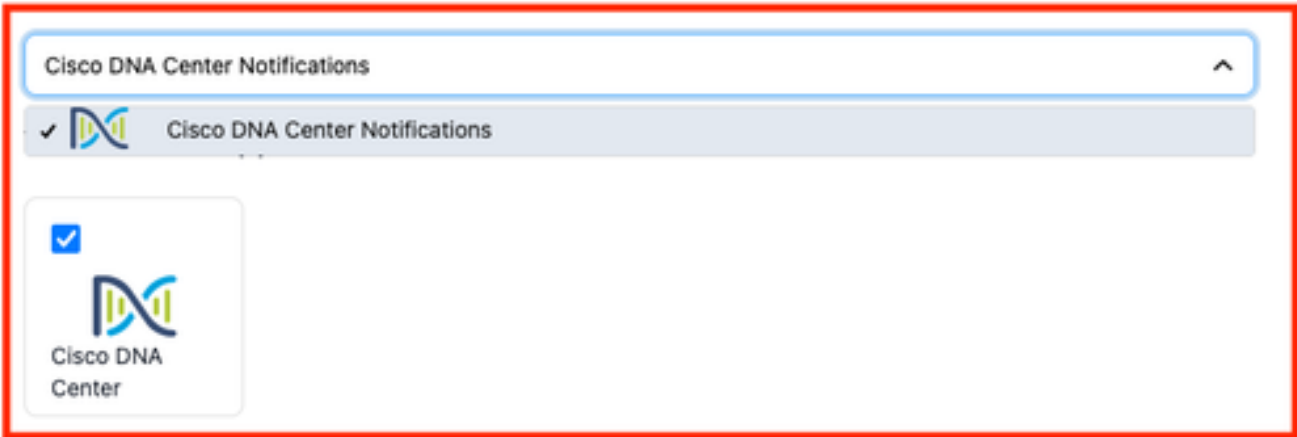 Cisco DNA Center Notifications
Cisco DNA Center Notifications
Cisco DNA
Center